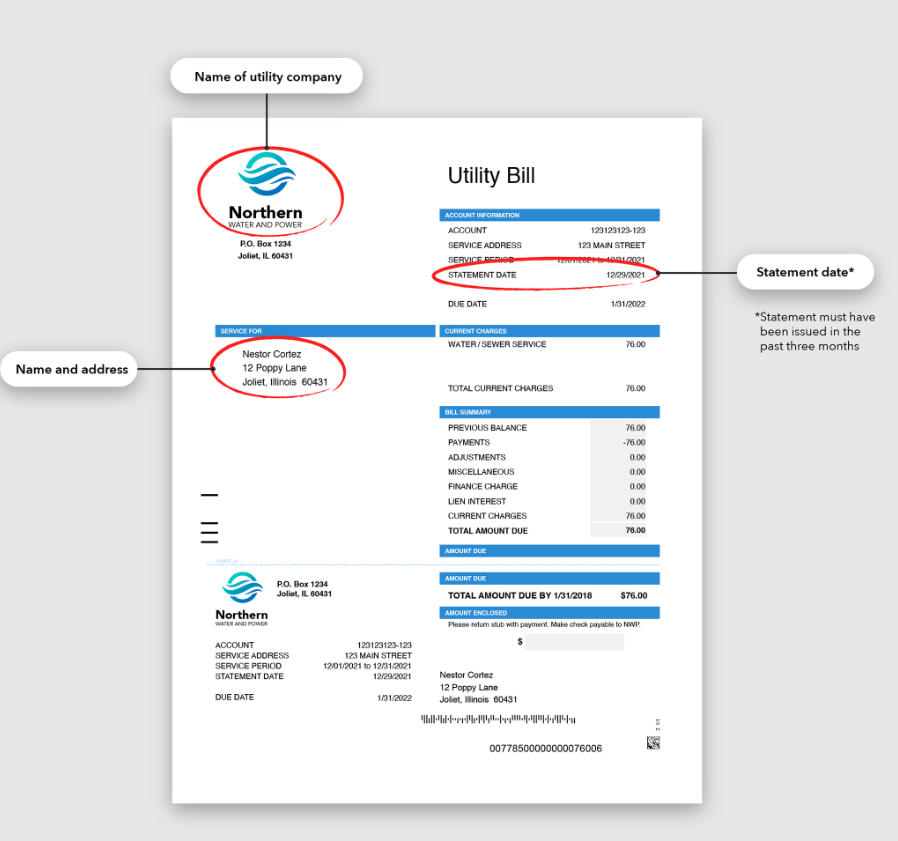 Name of utility company
Northern
WATER AND POWER
P.O. Box 1234
Joliet, IL 60431
Utility Bill
ACCOUNT INFORMATION
ACCOUNT 123123123-123
SERVICE ADDRESS 123 MAIN STREET
SERVICE PERIOD 12/01/2021 to 12/31/2021
STATEMENT DATE 12/29/2021
DUE DATE 1/31/2022
Statement date*
*Statement must have
been issued in the
past three months
SERVICE FOR
Nestor Cortez
12 Poppy Lane
Joliet, Illinois 60431
Name and address
CURRENT CHARGES
WATER / SEWER SERVICE 76.00
TOTAL CURRENT CHARGES 76.00
BILL SUMMARY
PREVIOUS BALANCE 76.00
PAYMENTS -76.00
ADJUSTMENTS 0.00
MISCELLANEOUS 0.00
FINANCE CHARGE 0.00
LIEN INTEREST 0.00
CURRENT CHARGES 76.00
TOTAL AMOUNT DUE 76.00
AMOUNT DUE
Northern
WATER AND POWER
P.O. Box 1234
Joliet, IL 60431
ACCOUNT 123123123-123
SERVICE ADDRESS 123 MAIN STREET
SERVICE PERIOD 12/01/2021 to 12/31/2021
STATEMENT DATE 12/29/2021
DUE DATE 1/31/2022
AMOUNT DUE
TOTAL AMOUNT DUE BY 1/31/2018 $76.00
AMOUNT ENCLOSED
Please return stub with payment. Make check payable to NWP.
$
Nestor Cortez
12 Poppy Lane
Joliet, Illinois 60431
00778500000000076006